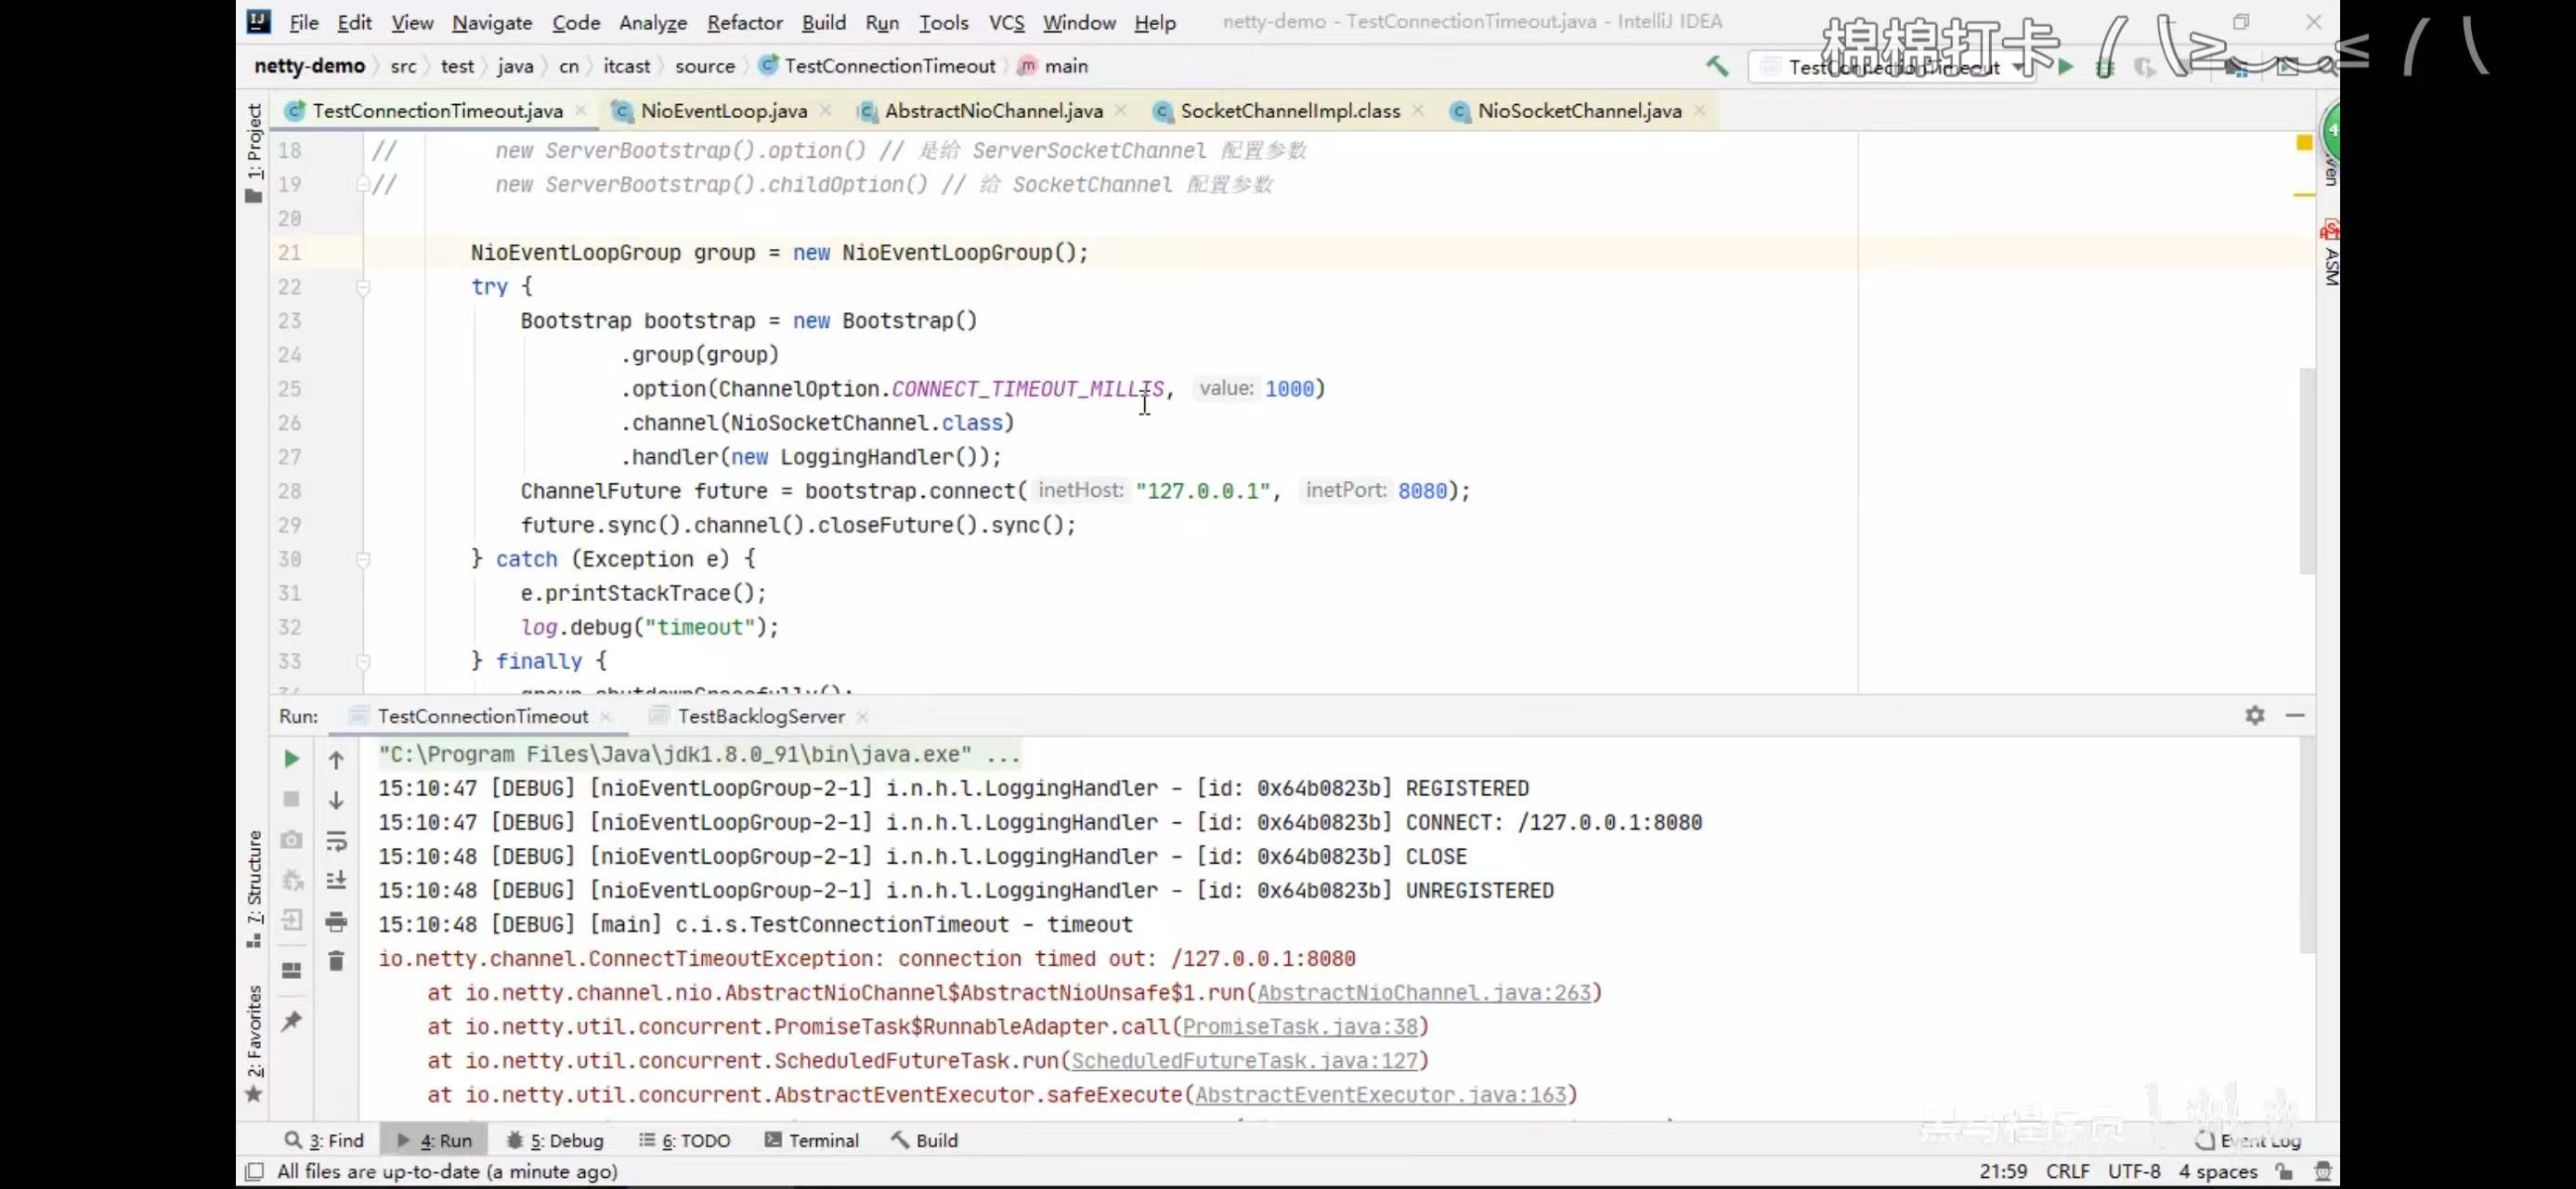 File Edit View Navigate Code Analyze Refactor Build Run Tools VCS Window Help netty-demo - TestConnectionTimeout.java - IntelliJ IDEA
棉棉打卡
netty-demo src test java cn itcast source TestConnectionTimeout main TestConnectionTimeout
TestConnectionTimeout.java NioEventLoop.java AbstractNioChannel.java SocketChannelImpl.class NioSocketChannel.java
1: Project
ASM
18 // new ServerBootstrap().option() // 是给 ServerSocketChannel 配置参数
19 // new ServerBootstrap().childOption() // 给 SocketChannel 配置参数
20
21 NioEventLoopGroup group = new NioEventLoopGroup();
22 try {
23 Bootstrap bootstrap = new Bootstrap()
24 .group(group)
25 .option(ChannelOption.CONNECT_TIMEOUT_MILLIS, value: 1000)
26 .channel(NioSocketChannel.class)
27 .handler(new LoggingHandler());
28 ChannelFuture future = bootstrap.connect( inetHost: "127.0.0.1", inetPort: 8080);
29 future.sync().channel().closeFuture().sync();
30 } catch (Exception e) {
31 e.printStackTrace();
32 log.debug("timeout");
33 } finally {
34 group.shutdownGracefully();
Run: TestConnectionTimeout TestBacklogServer
"C:\Program Files\Java\jdk1.8.0_91\bin\java.exe" ...
15:10:47 [DEBUG] [nioEventLoopGroup-2-1] i.n.h.l.LoggingHandler - [id: 0x64b0823b] REGISTERED
15:10:47 [DEBUG] [nioEventLoopGroup-2-1] i.n.h.l.LoggingHandler - [id: 0x64b0823b] CONNECT: /127.0.0.1:8080
15:10:48 [DEBUG] [nioEventLoopGroup-2-1] i.n.h.l.LoggingHandler - [id: 0x64b0823b] CLOSE
15:10:48 [DEBUG] [nioEventLoopGroup-2-1] i.n.h.l.LoggingHandler - [id: 0x64b0823b] UNREGISTERED
15:10:48 [DEBUG] [main] c.i.s.TestConnectionTimeout - timeout
io.netty.channel.ConnectTimeoutException: connection timed out: /127.0.0.1:8080
at io.netty.channel.nio.AbstractNioChannel$AbstractNioUnsafe$1.run(AbstractNioChannel.java:263)
at io.netty.util.concurrent.PromiseTask$RunnableAdapter.call(PromiseTask.java:38)
at io.netty.util.concurrent.ScheduledFutureTask.run(ScheduledFutureTask.java:127)
at io.netty.util.concurrent.AbstractEventExecutor.safeExecute(AbstractEventExecutor.java:163)
7: Structure
2: Favorites
黑马程序员
3: Find 4: Run 5: Debug 6: TODO Terminal Build Event Log
All files are up-to-date (a minute ago) 21:59 CRLF UTF-8 4 spaces